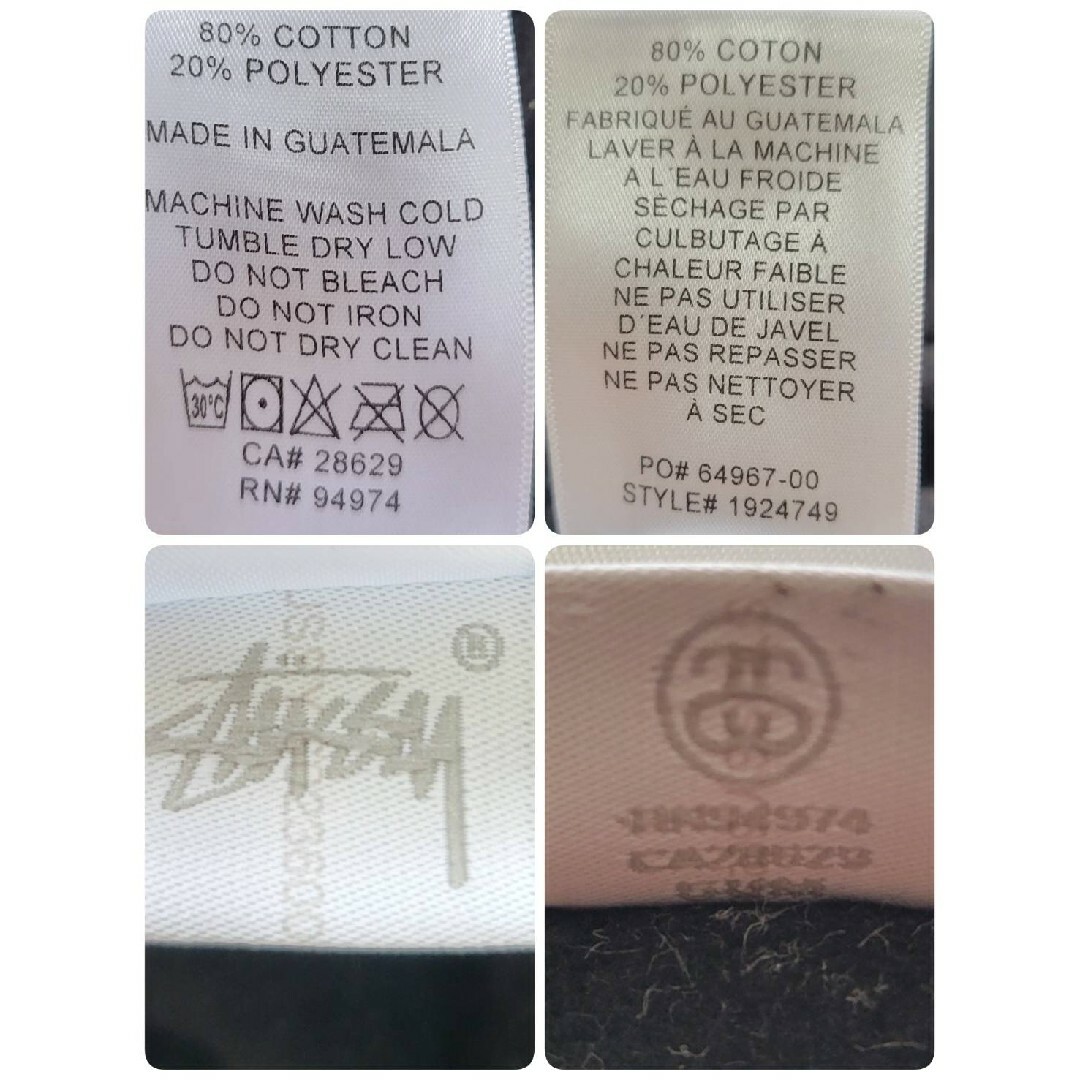 80% COTTON
20% POLYESTER
MADE IN GUATEMALA
MACHINE WASH COLD
TUMBLE DRY LOW
DO NOT BLEACH
DO NOT IRON
DO NOT DRY CLEAN
30°C
CA# 28629
RN# 94974
80% COTON
20% POLYESTER
FABRIQUÉ AU GUATEMALA
LAVER À LA MACHINE
A L´EAU FROIDE
SÈCHAGE PAR
CULBUTAGE À
CHALEUR FAIBLE
NE PAS UTILISER
D´EAU DE JAVEL
NE PAS REPASSER
NE PAS NETTOYER
À SEC
PO# 64967-00
STYLE# 1924749
Stüssy ®
RN94974
CA28629